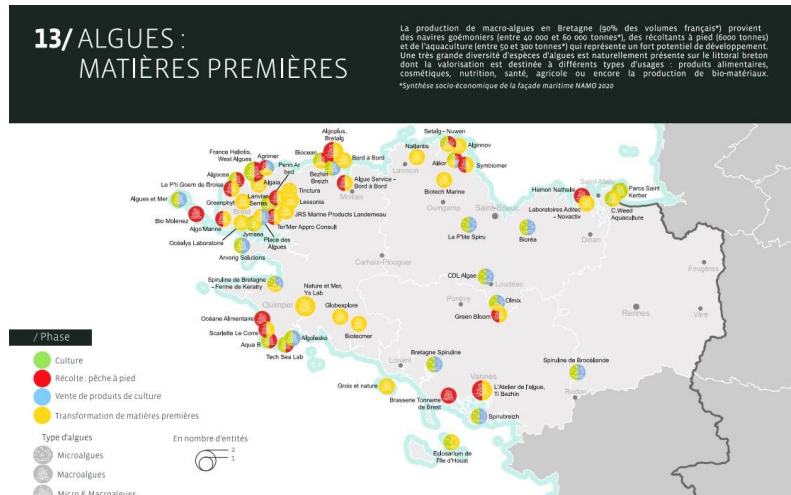 13/ ALGUES :
MATIÈRES PREMIÈRES
La production de macro-algues en Bretagne (90% des volumes français*) provient
des navires goémoniers (entre 40 000 et 60 000 tonnes*), des récoltants à pied (6000 tonnes)
et de l'aquaculture (entre 50 et 300 tonnes*) qui représente un fort potentiel de développement.
Une très grande diversité d'espèces d'algues est naturellement présente sur le littoral breton
dont la valorisation est destinée à différents types d'usages : produits alimentaires,
cosmétiques, nutrition, santé, agricole ou encore la production de bio-matériaux.
*Synthèse socio-économique de la façade maritime NAMO 2020
Algoplus,
Bretalg
Setalg - Nuwen
France Haliotis,
West Algues
Agrimer
Penn Ar
bed
Biocean
Bord à Bord
Natlantis
Alginnov
Lannion
Aléor
Symbiomer
Algocea
Algaia
Bezhin
Breizh
Algue Service -
Bord à Bord
Morlaix
Biotech Marine
Le P'ti Goem de Broise
Tinctura
Algues et Mer
Greenphyt
Lanvian
Serres
Lessonia
Guingamp
Saint-Brieuc
Hamon Nathalie
Saint-Malo
Parcs Saint
Kerber
Laboratoires Aditec
- Novactiv
C.Weed
Aquaculture
Bio Molenez
Brest
JRS Marine Products Landerneau
Algo'Marine
Jymsea
Ter'Mer Appro Consult
Place des
Algues
Océalys Laboratoire
La P'tite Spiru
Bioréa
Dinan
Arvorig Solutions
Carhaix-Plouguer
Fougères
Spiruline de Bretagne
- Ferme de Keraty
Nature et Mer,
Ys Lab
CDL Algae
Loudéac
Quimper
Globexplore
Pontivy
Olmix
Green Bloom
Rennes
Vitré
Océane Alimentaire
Scarlette Le Corre
Aqua B
Algolesko
Tech Sea Lab
Bioteomer
Bretagne Spiruline
Lorient
Spiruline de Brocéliande
Vannes
Groix et nature
L'Atelier de l'algue,
Ti Bezhin
Redon
Brasserie Tonnerre
de Brest
Spirubreizh
Eclosarium de
l'île d'Houat
/ Phase
Culture
Récolte : pêche à pied
Vente de produits de culture
Transformation de matières premières
Type d'algues
Microalgues
Macroalgues
Micro & Macroalgues
En nombre d'entités
2
1